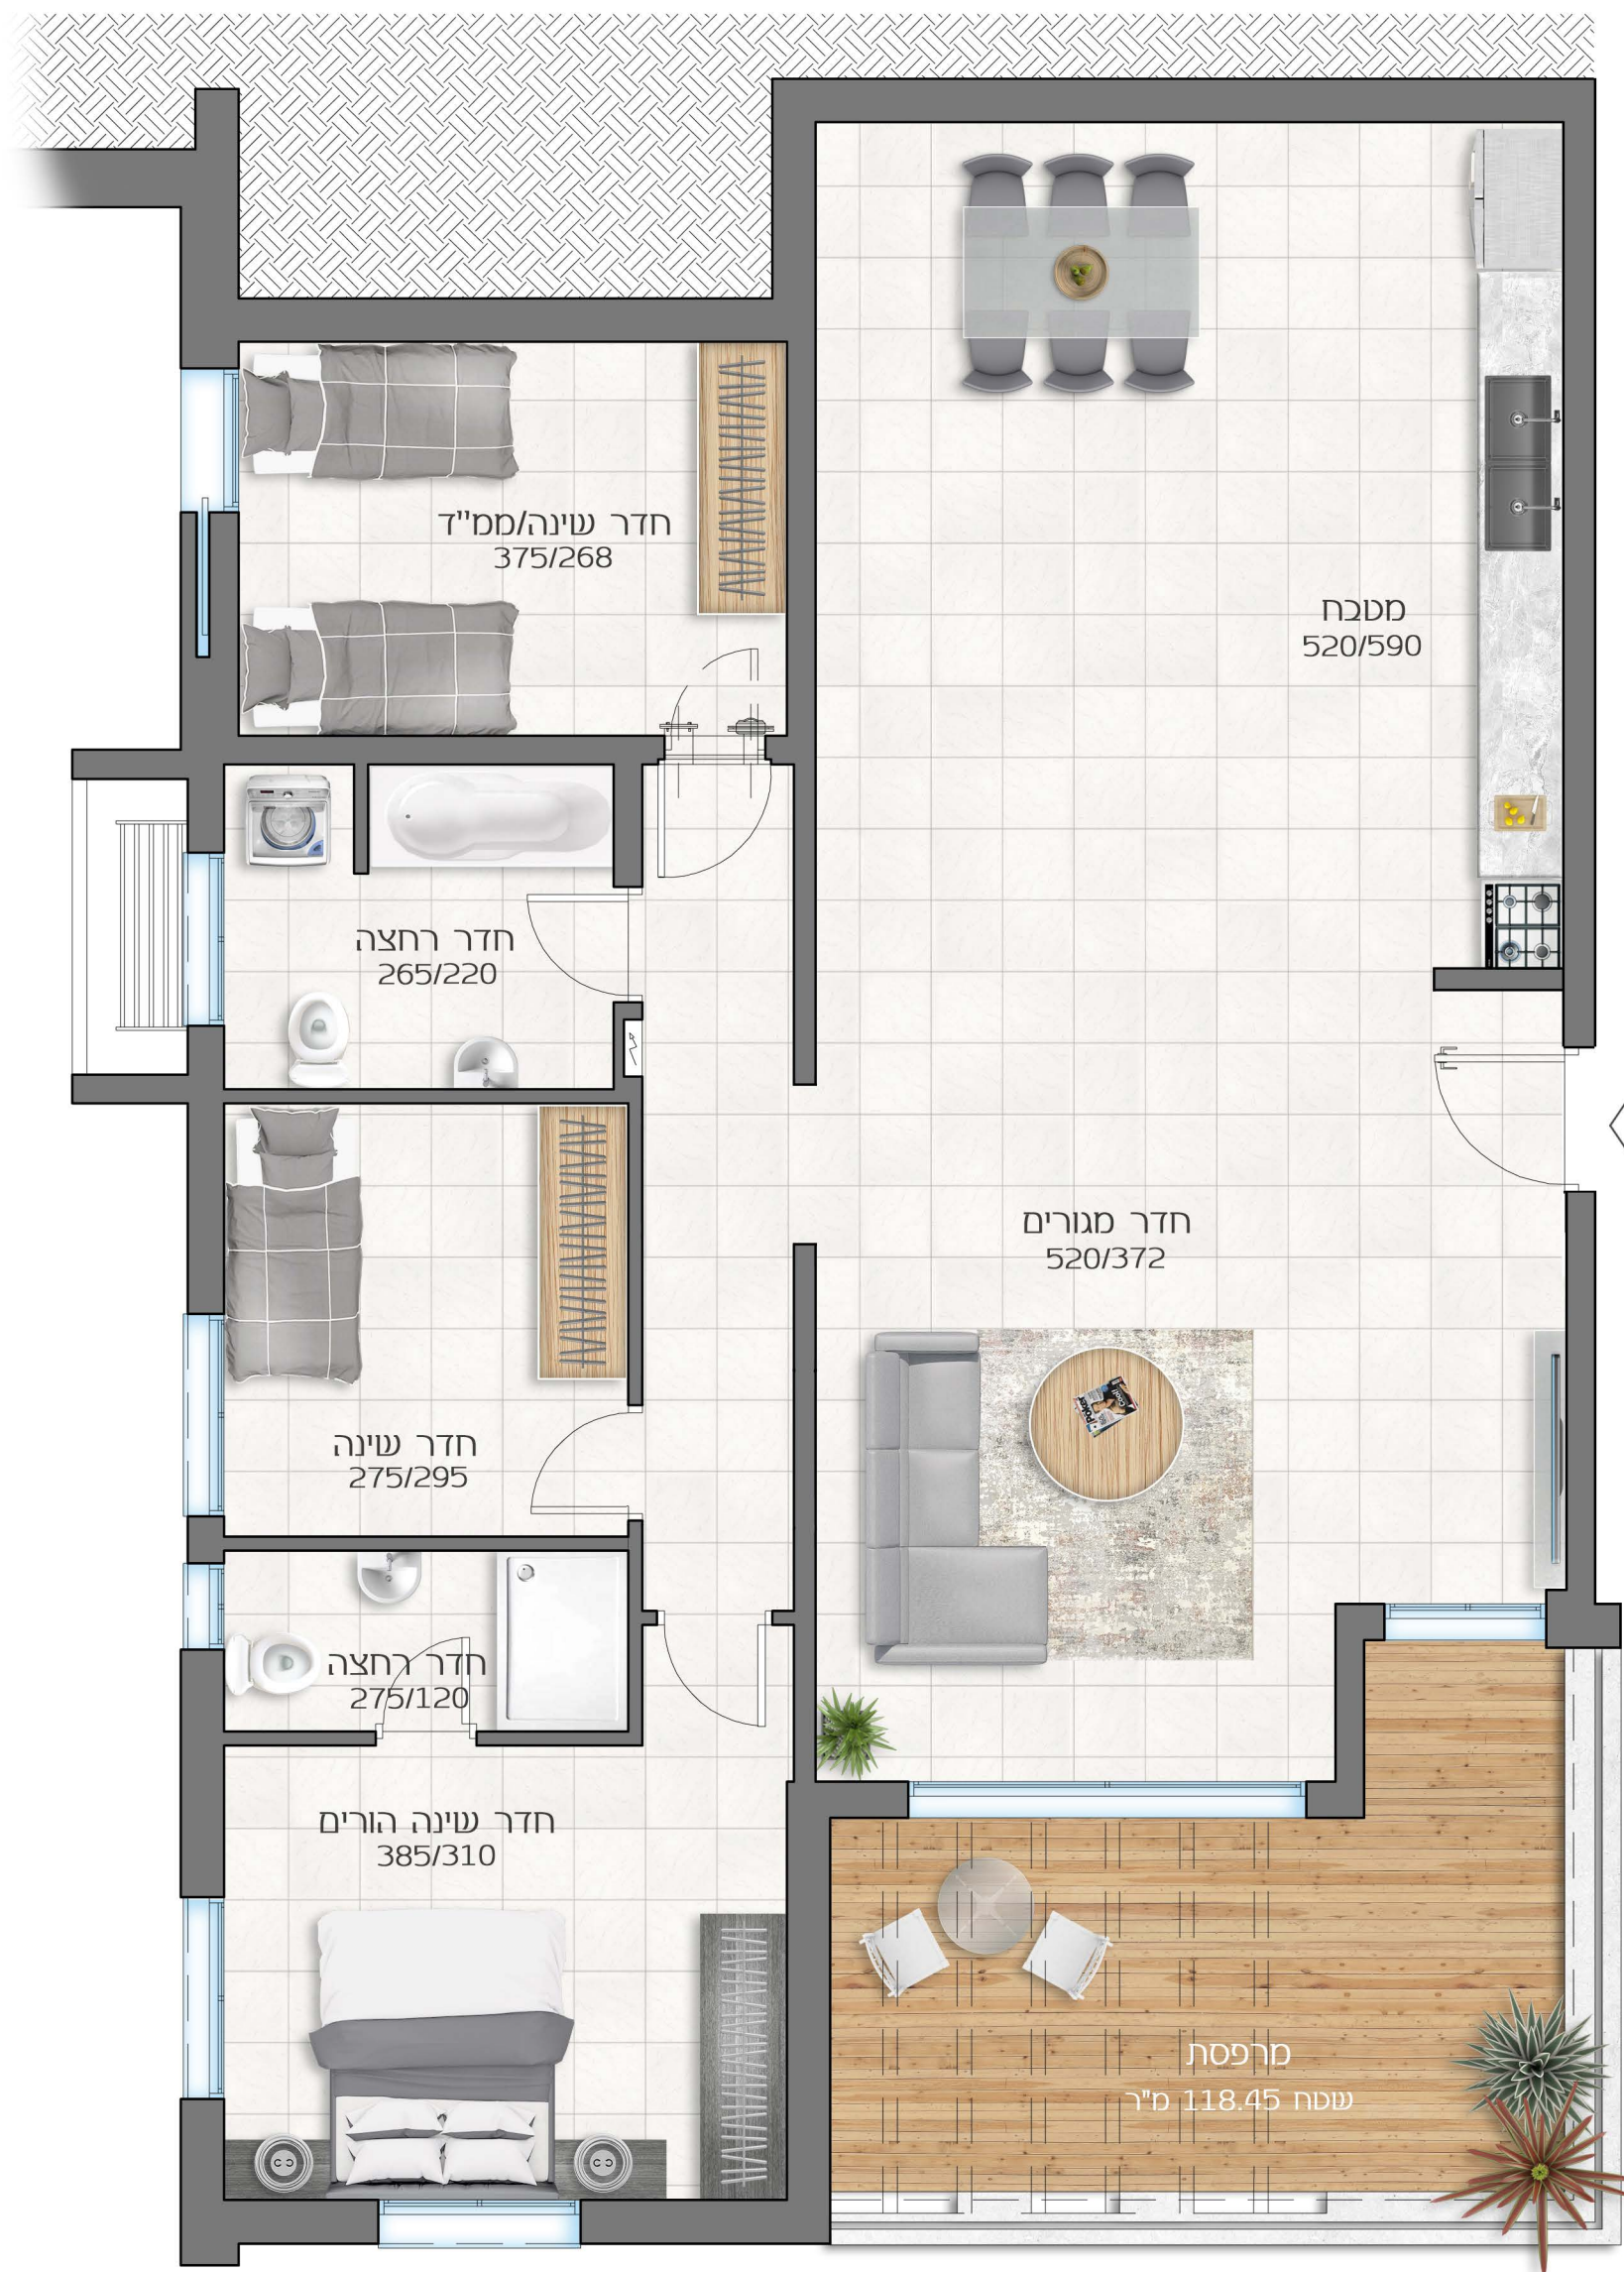 חדר שינה/ממ"ד
375/268
מטבח
520/590
חדר רחצה
265/220
חדר מגורים
520/372
חדר שינה
275/295
חדר רחצה
275/120
חדר שינה הורים
385/310
מרפסת
שטח 118.45 מ"ר